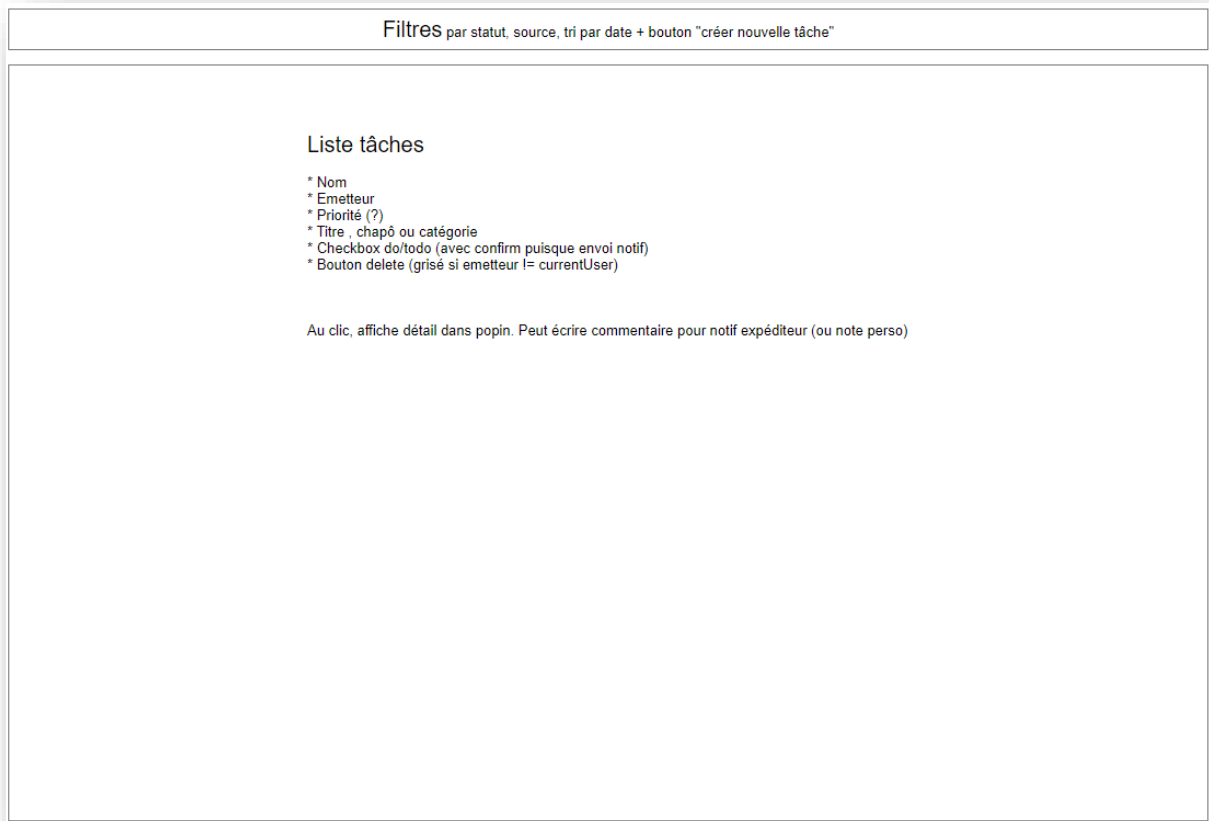 Filtres par statut, source, tri par date + bouton "créer nouvelle tâche"
Liste tâches
* Nom
* Emetteur
* Priorité (?)
* Titre , chapô ou catégorie
* Checkbox do/todo (avec confirm puisque envoi notif)
* Bouton delete (grisé si emetteur != currentUser)
Au clic, affiche détail dans popin. Peut écrire commentaire pour notif expéditeur (ou note perso)